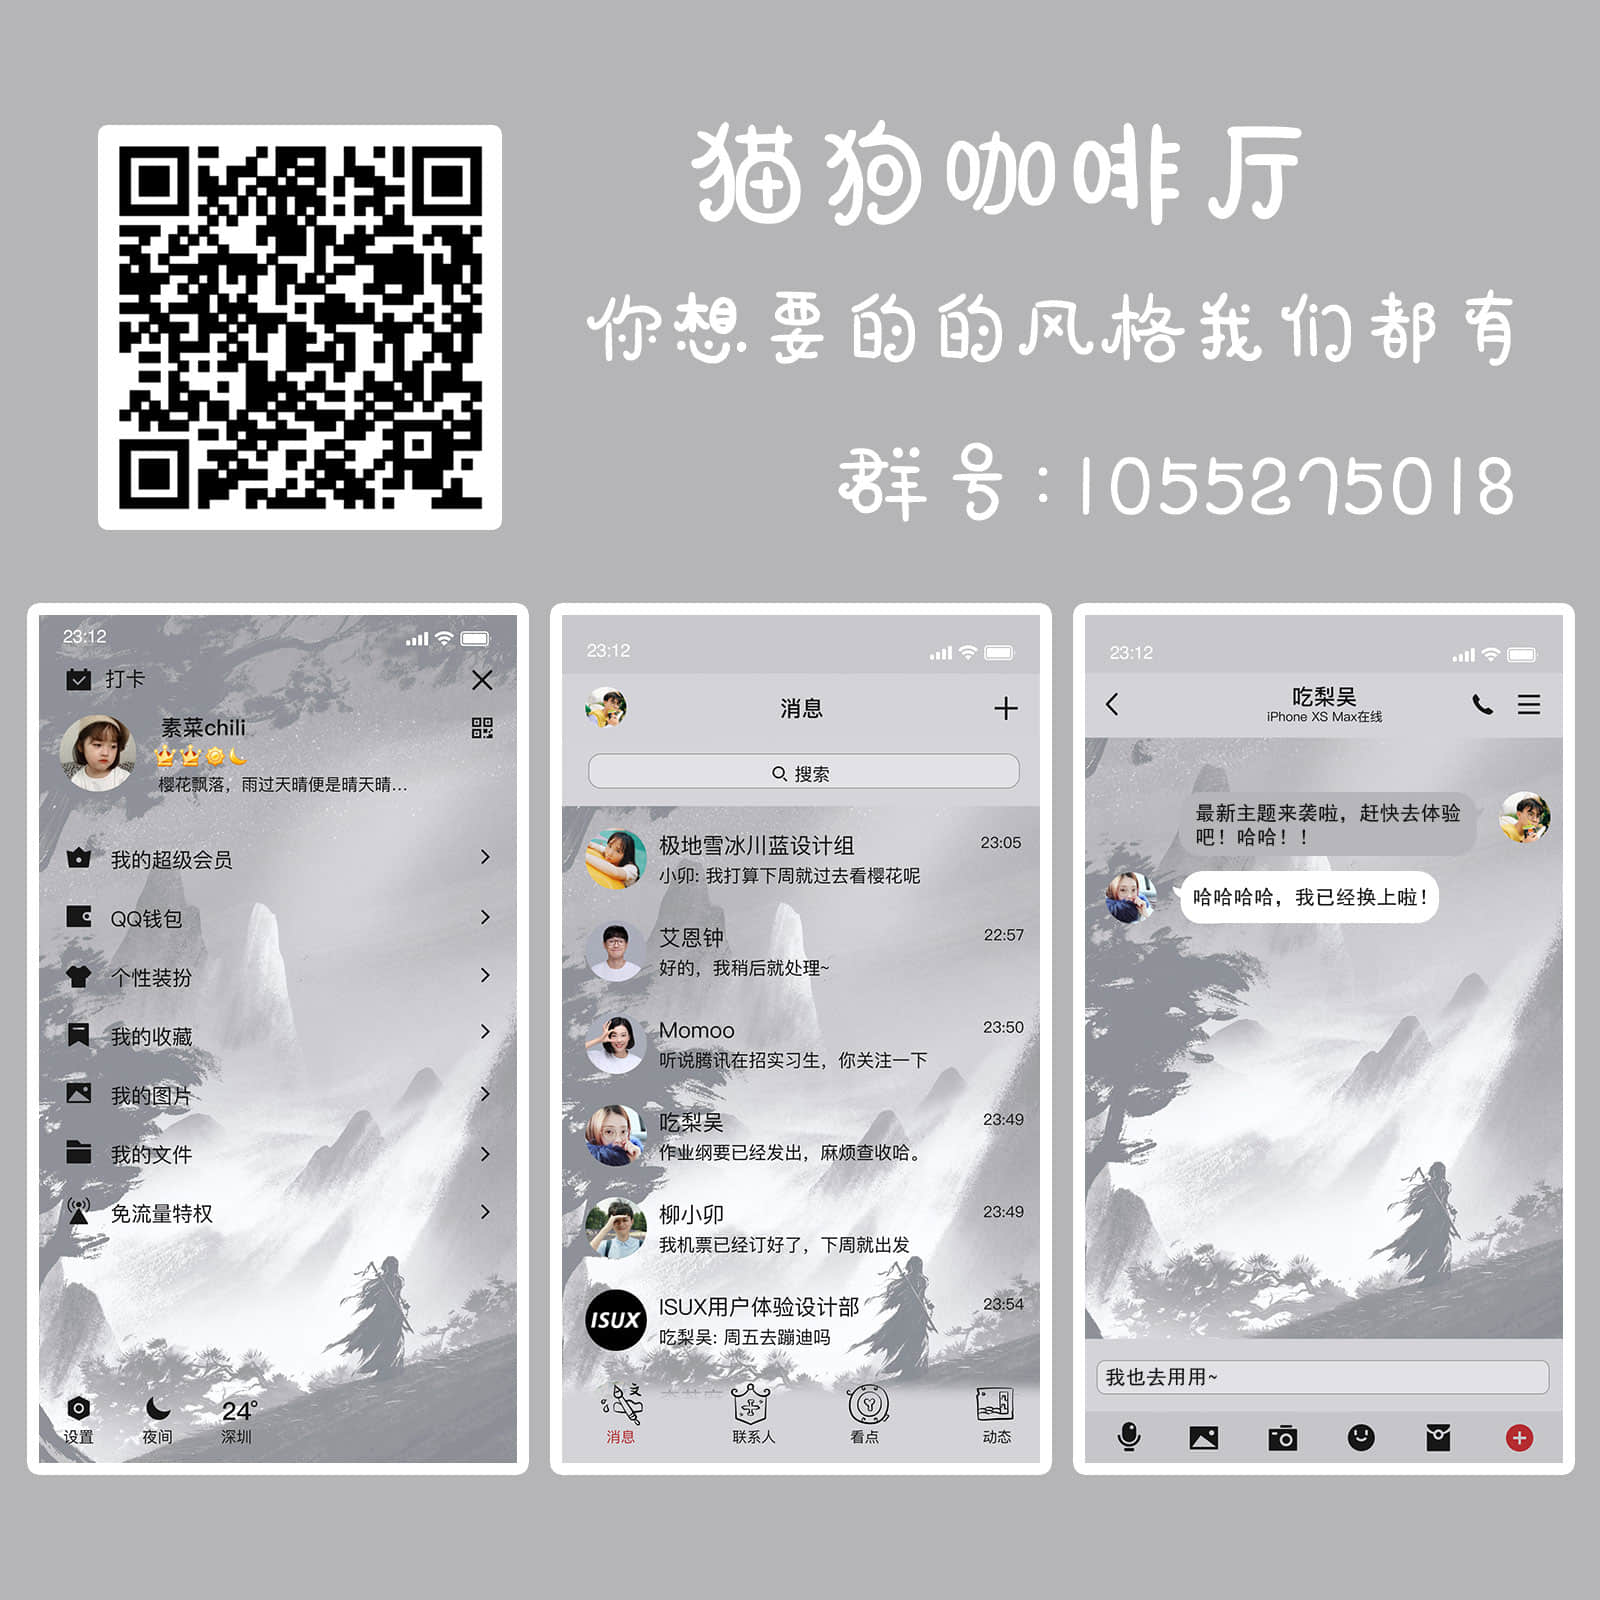 猫狗咖啡厅
你想要的的风格我们都有
群号:1055275018
23:12
打卡
素菜chili
樱花飘落，雨过天晴便是晴天晴...
我的超级会员
QQ钱包
个性装扮
我的收藏
我的图片
我的文件
免流量特权
24°
设置
夜间
深圳
23:12
消息
搜索
极地雪冰川蓝设计组
23:05
小卯: 我打算下周就过去看樱花呢
艾恩钟
22:57
好的，我稍后就处理~
Momoo
23:50
听说腾讯在招实习生，你关注一下
吃梨吴
23:49
作业纲要已经发出，麻烦查收哈。
柳小卯
23:49
我机票已经订好了，下周就出发
ISUX
ISUX用户体验设计部
23:54
吃梨吴: 周五去蹦迪吗
消息
联系人
看点
动态
23:12
吃梨吴
iPhone XS Max在线
最新主题来袭啦，赶快去体验
吧！哈哈！！
哈哈哈哈，我已经换上啦！
我也去用用~